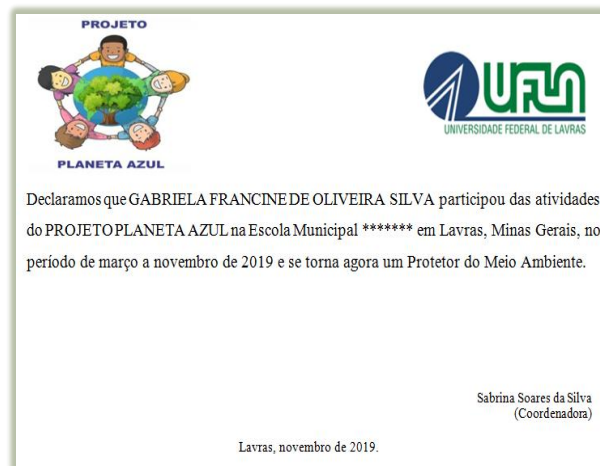 PROJETO
PLANETA AZUL
UFLA
UNIVERSIDADE FEDERAL DE LAVRAS
Declaramos que GABRIELA FRANCINE DE OLIVEIRA SILVA participou das atividades
do PROJETO PLANETA AZUL na Escola Municipal ******* em Lavras, Minas Gerais, no
período de março a novembro de 2019 e se torna agora um Protetor do Meio Ambiente.
Sabrina Soares da Silva
(Coordenadora)
Lavras, novembro de 2019.